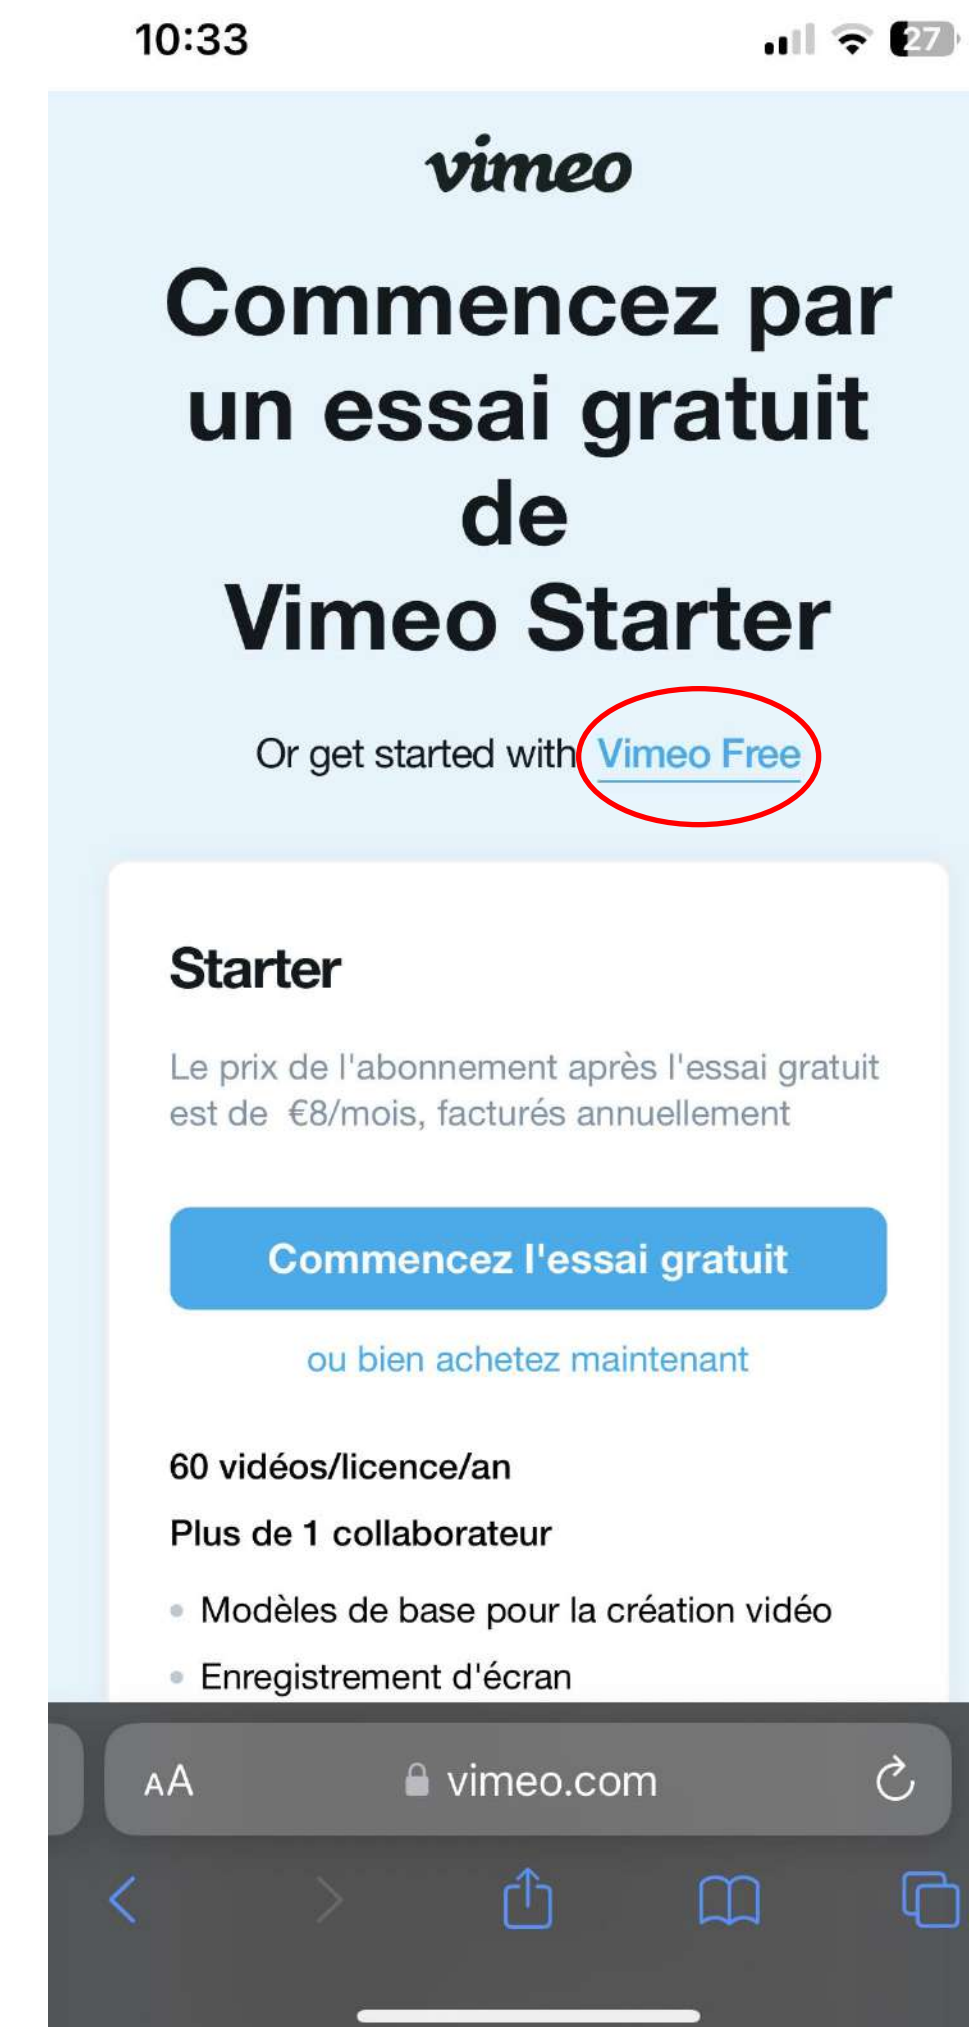 10:33
27
vimeo
Commencez par
un essai gratuit
de
Vimeo Starter
Or get started with Vimeo Free
Starter
Le prix de l'abonnement après l'essai gratuit
est de €8/mois, facturés annuellement
Commencez l'essai gratuit
ou bien achetez maintenant
60 vidéos/licence/an
Plus de 1 collaborateur
Modèles de base pour la création vidéo
Enregistrement d'écran
AA vimeo.com